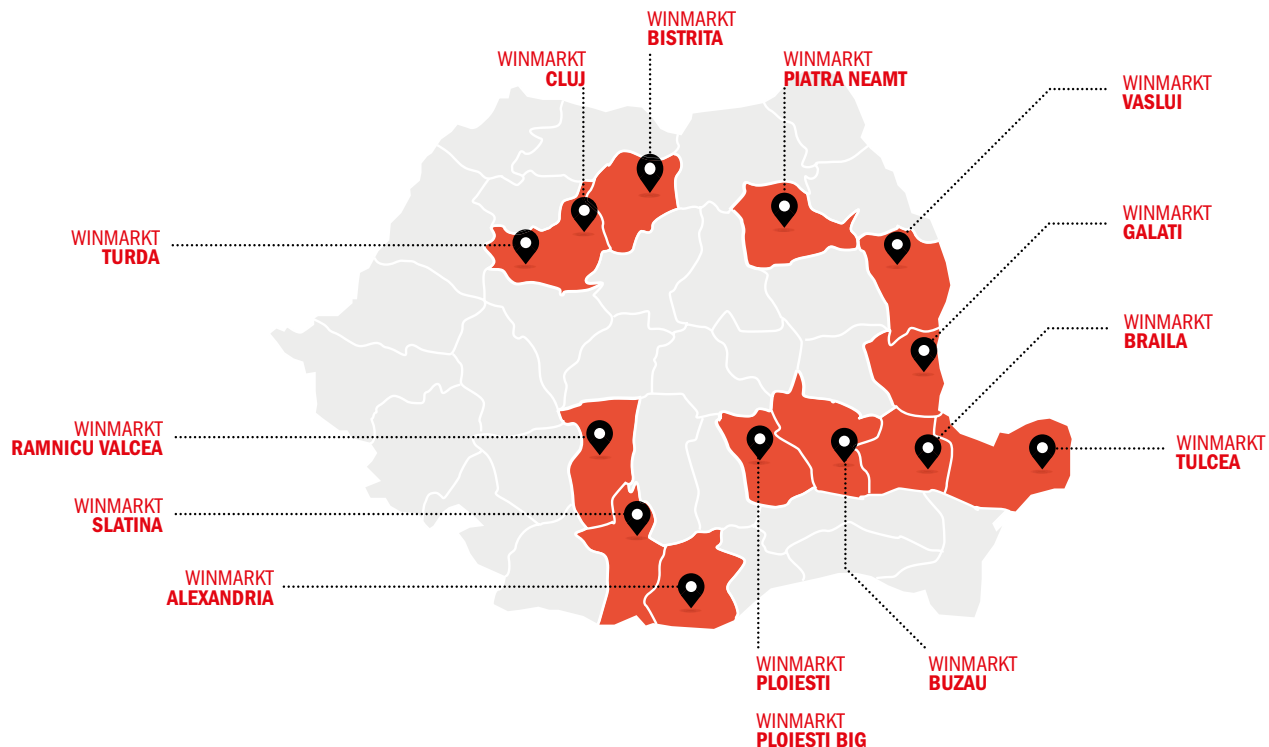 WINMARKT
BISTRITA
WINMARKT
CLUJ
WINMARKT
PIATRA NEAMT
WINMARKT
VASLUI
WINMARKT
GALATI
WINMARKT
TURDA
WINMARKT
BRAILA
WINMARKT
RAMNICU VALCEA
WINMARKT
TULCEA
WINMARKT
SLATINA
WINMARKT
ALEXANDRIA
WINMARKT
PLOIESTI
WINMARKT
BUZAU
WINMARKT
PLOIESTI BIG